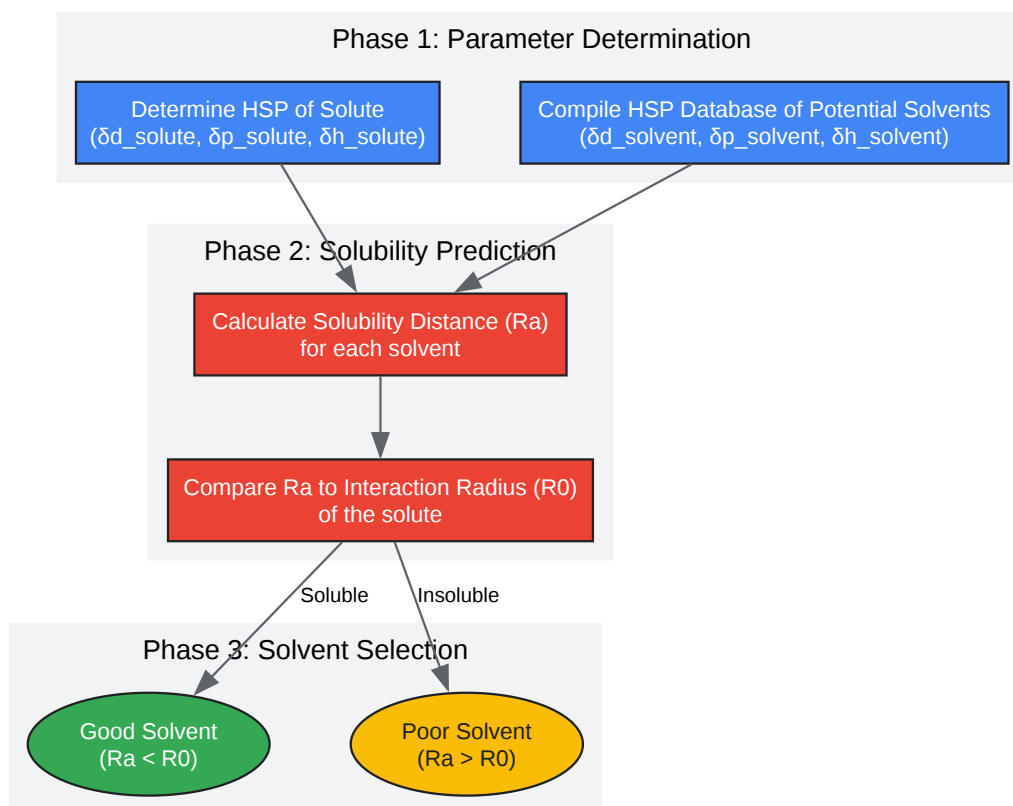 Phase 1: Parameter Determination
Determine HSP of Solute
(δd_solute, δp_solute, δh_solute)
Compile HSP Database of Potential Solvents
(δd_solvent, δp_solvent, δh_solvent)
Phase 2: Solubility Prediction
Calculate Solubility Distance (Ra)
for each solvent
Compare Ra to Interaction Radius (R0)
of the solute
Soluble
Insoluble
Phase 3: Solvent Selection
Good Solvent
(Ra < R0)
Poor Solvent
(Ra > R0)